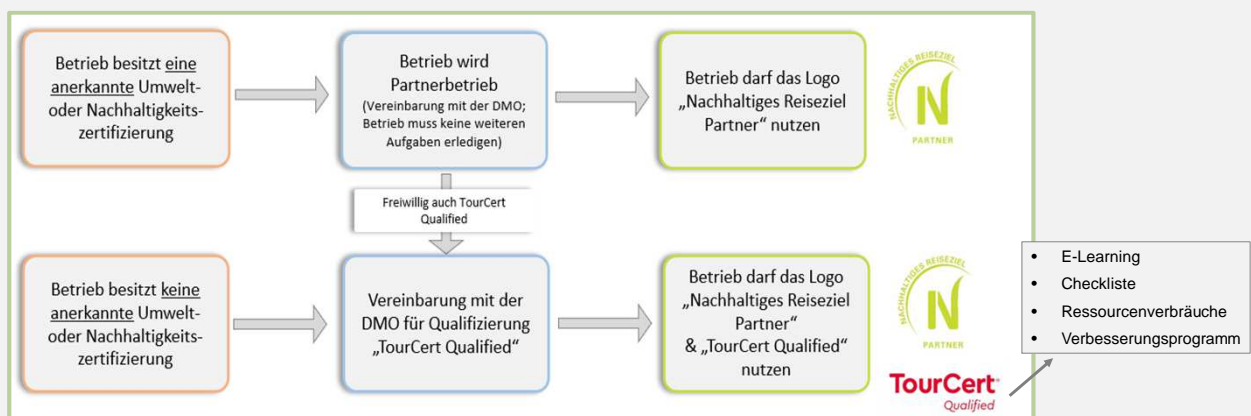 Betrieb besitzt eine
anerkannte Umwelt-
oder Nachhaltigkeits-
zertifizierung
Betrieb wird
Partnerbetrieb
(Vereinbarung mit der DMO;
Betrieb muss keine weiteren
Aufgaben erledigen)
Betrieb darf das Logo
„Nachhaltiges Reiseziel
Partner“ nutzen
NACHHALTIGES REISEZIEL
N
PARTNER
Freiwillig auch TourCert
Qualified
Betrieb besitzt keine
anerkannte Umwelt-
oder Nachhaltigkeits-
zertifizierung
Vereinbarung mit der
DMO für Qualifizierung
„TourCert Qualified“
Betrieb darf das Logo
„Nachhaltiges Reiseziel
Partner“
& „TourCert Qualified“
nutzen
NACHHALTIGES REISEZIEL
N
PARTNER
TourCert
Qualified
• E-Learning
• Checkliste
• Ressourcenverbräuche
• Verbesserungsprogramm